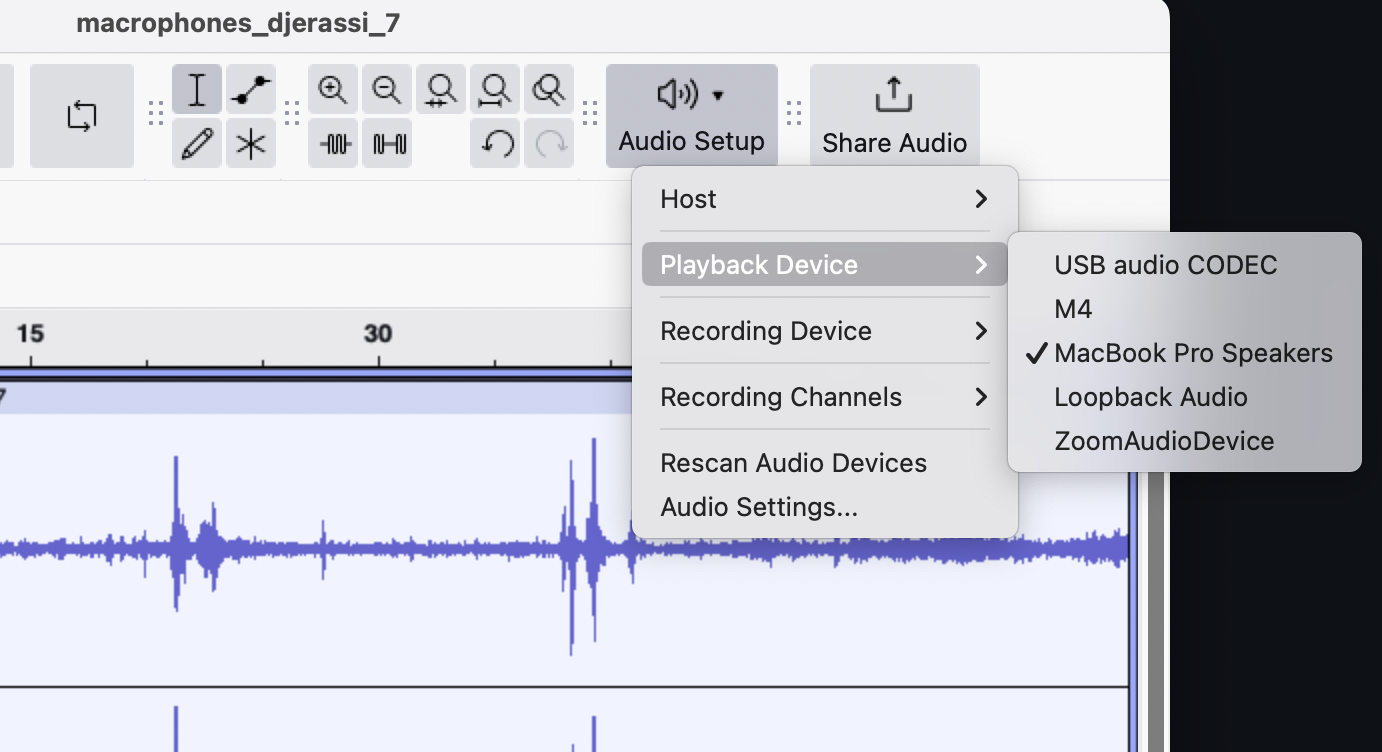 macrophones_djerassi_7
Audio Setup
Share Audio
Host
Playback Device
Recording Device
Recording Channels
Rescan Audio Devices
Audio Settings...
USB audio CODEC
M4
MacBook Pro Speakers
Loopback Audio
ZoomAudioDevice
15
30
7